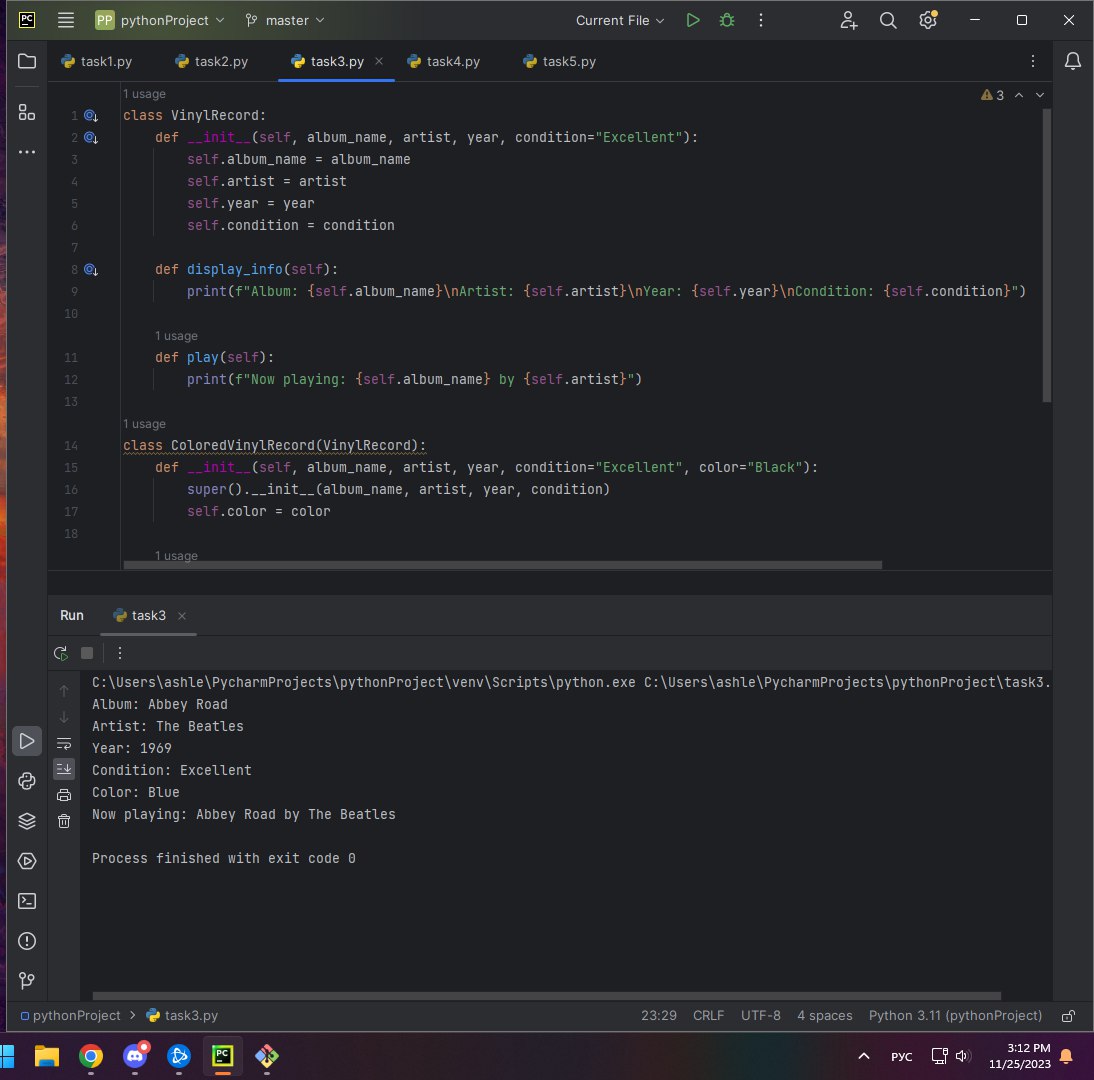 PC
PP pythonProject
master
Current File
task1.py
task2.py
task3.py
task4.py
task5.py
3
1 usage
1 class VinylRecord:
2 def __init__(self, album_name, artist, year, condition="Excellent"):
3 self.album_name = album_name
4 self.artist = artist
5 self.year = year
6 self.condition = condition
7
8 def display_info(self):
9 print(f"Album: {self.album_name}\nArtist: {self.artist}\nYear: {self.year}\nCondition: {self.condition}")
10
1 usage
11 def play(self):
12 print(f"Now playing: {self.album_name} by {self.artist}")
13
1 usage
14 class ColoredVinylRecord(VinylRecord):
15 def __init__(self, album_name, artist, year, condition="Excellent", color="Black"):
16 super().__init__(album_name, artist, year, condition)
17 self.color = color
18
1 usage
Run
task3
C:\Users\ashle\PycharmProjects\pythonProject\venv\Scripts\python.exe C:\Users\ashle\PycharmProjects\pythonProject\task3.
Album: Abbey Road
Artist: The Beatles
Year: 1969
Condition: Excellent
Color: Blue
Now playing: Abbey Road by The Beatles
Process finished with exit code 0
pythonProject > task3.py
23:29 CRLF UTF-8 4 spaces Python 3.11 (pythonProject)
PC
РУС
3:12 PM
11/25/2023